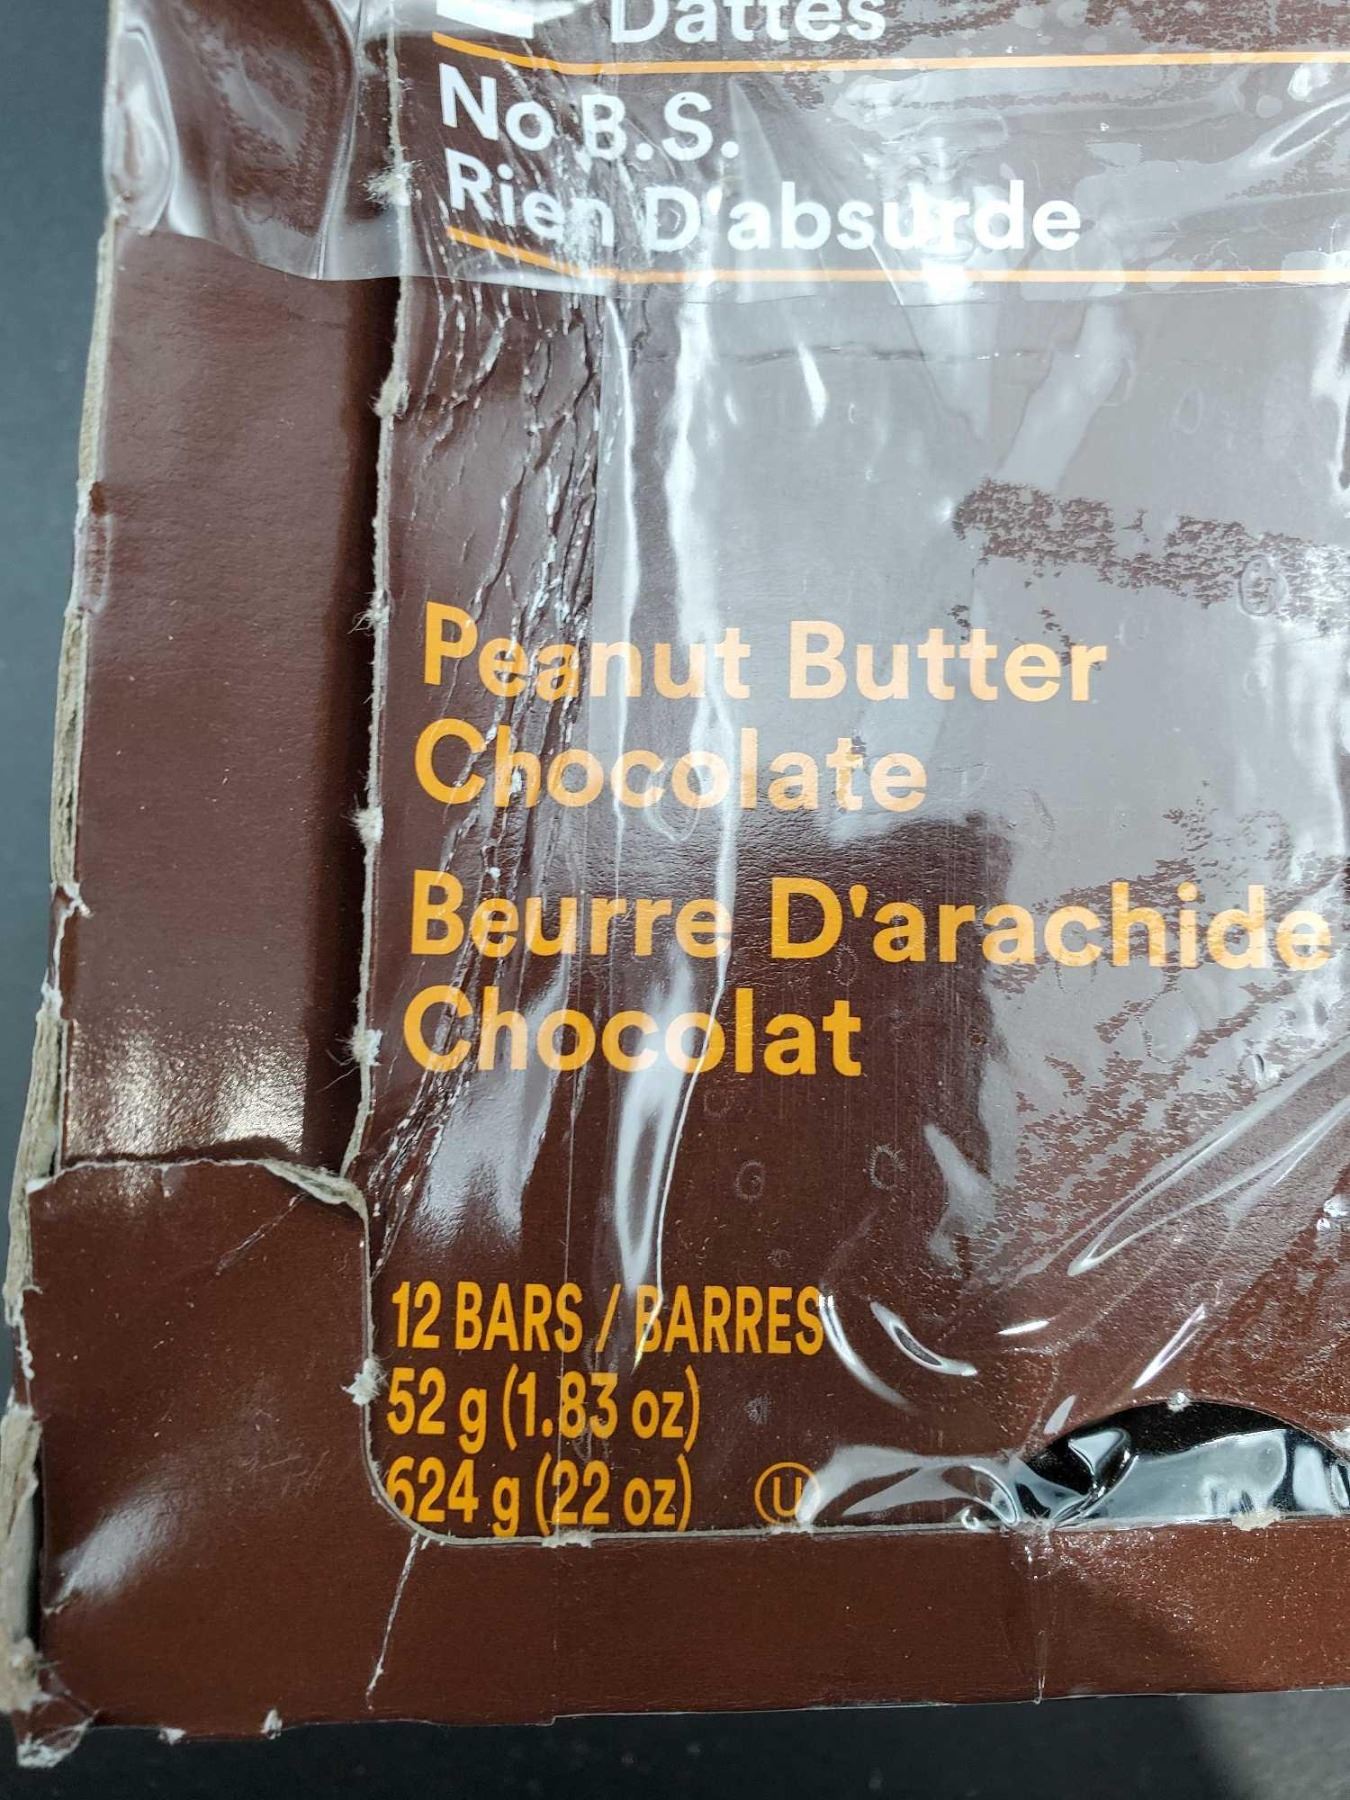 Dattes
No B.S.
Rien D'absurde
Peanut Butter
Chocolate
Beurre D'arachide
Chocolat
12 BARS / BARRES
52 g (1.83 oz)
624 g (22 oz) U